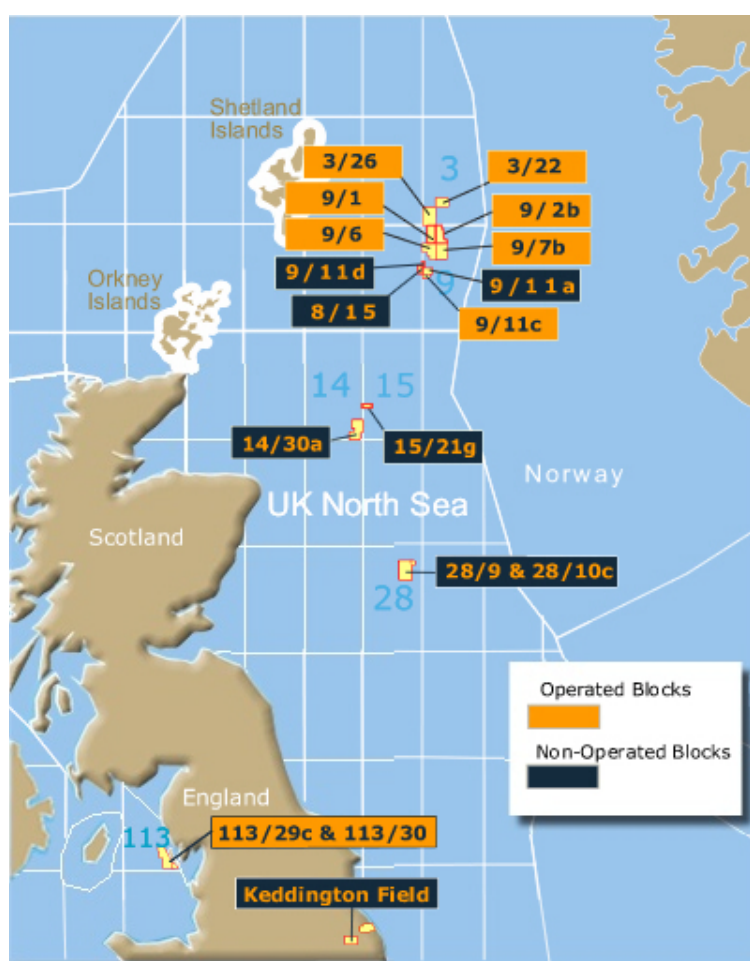 Shetland
Islands
3/26
3
3/22
9/1
9/2b
9/6
9/7b
9/11d
9
9/11a
8/15
9/11c
Orkney
Islands
14
15
14/30a
15/21g
Norway
UK North Sea
Scotland
28/9 & 28/10c
28
Operated Blocks
Non-Operated Blocks
England
113
113/29c & 113/30
Keddington Field